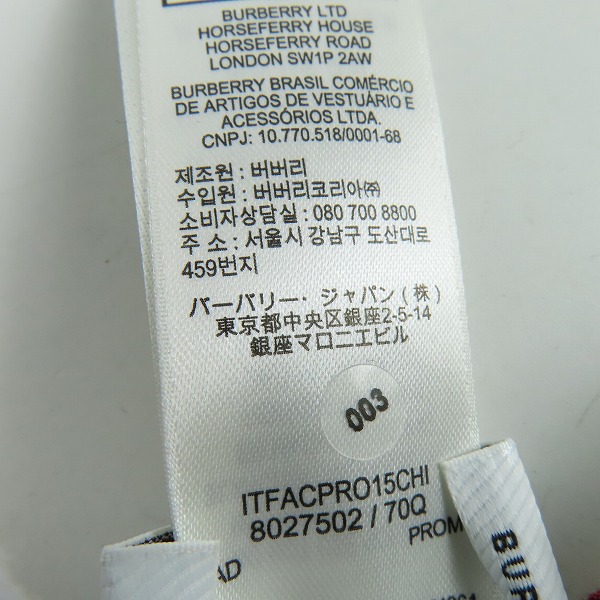 BURBERRY LTD
HORSEFERRY HOUSE
HORSEFERRY ROAD
LONDON SW1P 2AW
BURBERRY BRASIL COMÉRCIO
DE ARTIGOS DE VESTUÁRIO E
ACESSÓRIOS LTDA.
CNPJ: 10.770.518/0001-68
제조원 : 버버리
수입원 : 버버리코리아㈜
소비자상담실 : 080 700 8800
주 소 : 서울시 강남구 도산대로
459번지
バーバリー・ジャパン(株)
東京都中央区銀座2-5-14
銀座マロニエビル
003
ITFACPRO15CHI
8027502 / 70Q
PROM
AD
BUR